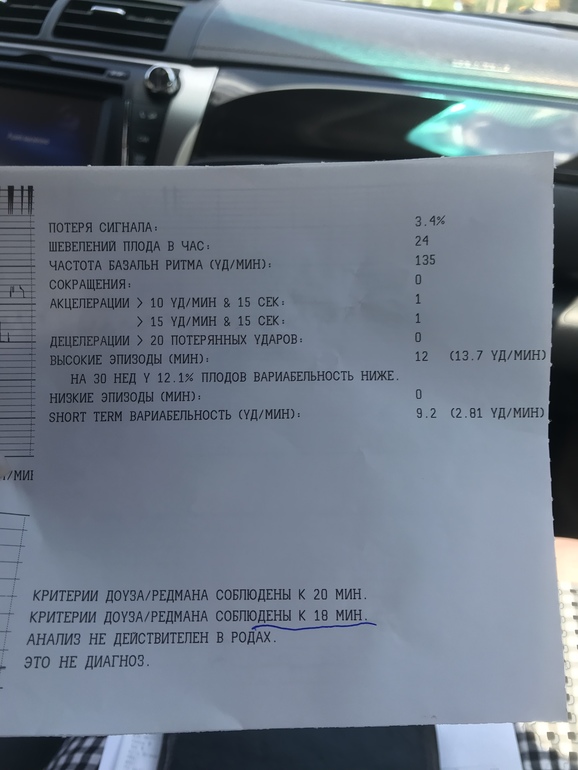 ПОТЕРЯ СИГНАЛА: 3.4%
ШЕВЕЛЕНИЙ ПЛОДА В ЧАС: 24
ЧАСТОТА БАЗАЛЬН РИТМА (УД/МИН): 135
СОКРАЩЕНИЯ: 0
АКЦЕЛЕРАЦИИ > 10 УД/МИН & 15 СЕК: 1
> 15 УД/МИН & 15 СЕК: 1
ДЕЦЕЛЕРАЦИИ > 20 ПОТЕРЯННЫХ УДАРОВ: 0
ВЫСОКИЕ ЭПИЗОДЫ (МИН): 12 (13.7 УД/МИН)
НА 30 НЕД У 12.1% ПЛОДОВ ВАРИАБЕЛЬНОСТЬ НИЖЕ.
НИЗКИЕ ЭПИЗОДЫ (МИН): 0
SHORT TERM ВАРИАБЕЛЬНОСТЬ (УД/МИН): 9.2 (2.81 УД/МИН)
/МИН
КРИТЕРИИ ДОУЗА/РЕДМАНА СОБЛЮДЕНЫ К 20 МИН.
КРИТЕРИИ ДОУЗА/РЕДМАНА СОБЛЮДЕНЫ К 18 МИН.
АНАЛИЗ НЕ ДЕЙСТВИТЕЛЕН В РОДАХ.
ЭТО НЕ ДИАГНОЗ.